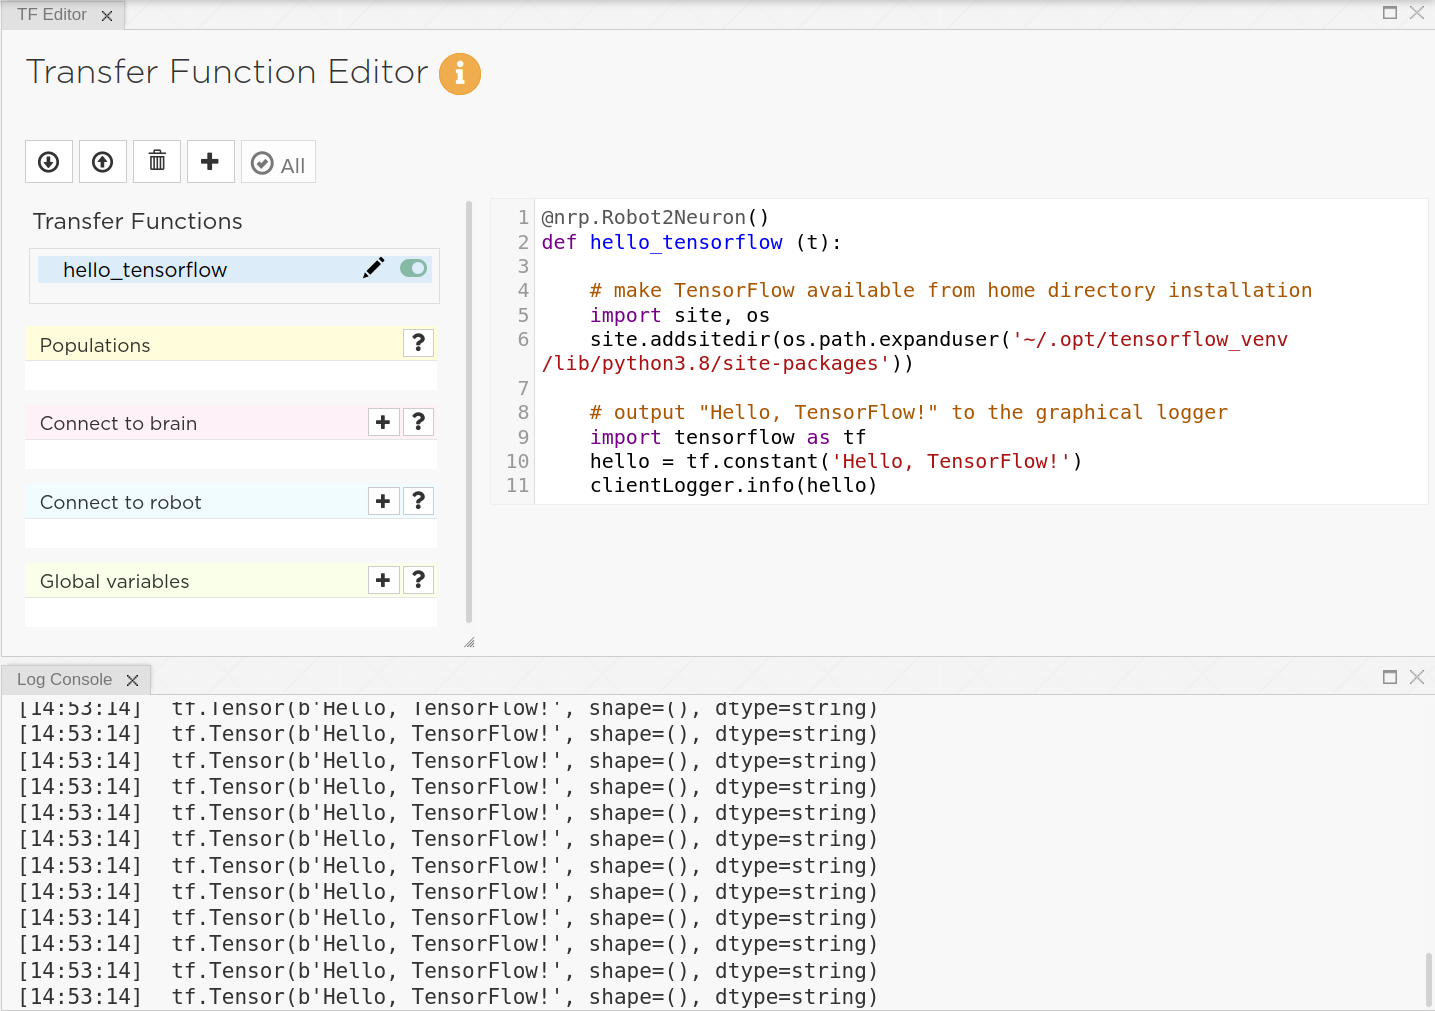 TF Editor
Transfer Function Editor
All
Transfer Functions
hello_tensorflow
Populations
?
Connect to brain
?
Connect to robot
?
Global variables
?
1 @nrp.Robot2Neuron()
2 def hello_tensorflow (t):
3
4 # make TensorFlow available from home directory installation
5 import site, os
6 site.addsitedir(os.path.expanduser('~/.opt/tensorflow_venv
/lib/python3.8/site-packages'))
7
8 # output "Hello, TensorFlow!" to the graphical logger
9 import tensorflow as tf
10 hello = tf.constant('Hello, TensorFlow!')
11 clientLogger.info(hello)
Log Console
[14:53:14] tf.Tensor(b'Hello, TensorFlow!', shape=(), dtype=string)
[14:53:14] tf.Tensor(b'Hello, TensorFlow!', shape=(), dtype=string)
[14:53:14] tf.Tensor(b'Hello, TensorFlow!', shape=(), dtype=string)
[14:53:14] tf.Tensor(b'Hello, TensorFlow!', shape=(), dtype=string)
[14:53:14] tf.Tensor(b'Hello, TensorFlow!', shape=(), dtype=string)
[14:53:14] tf.Tensor(b'Hello, TensorFlow!', shape=(), dtype=string)
[14:53:14] tf.Tensor(b'Hello, TensorFlow!', shape=(), dtype=string)
[14:53:14] tf.Tensor(b'Hello, TensorFlow!', shape=(), dtype=string)
[14:53:14] tf.Tensor(b'Hello, TensorFlow!', shape=(), dtype=string)
[14:53:14] tf.Tensor(b'Hello, TensorFlow!', shape=(), dtype=string)
[14:53:14] tf.Tensor(b'Hello, TensorFlow!', shape=(), dtype=string)
[14:53:14] tf.Tensor(b'Hello, TensorFlow!', shape=(), dtype=string)